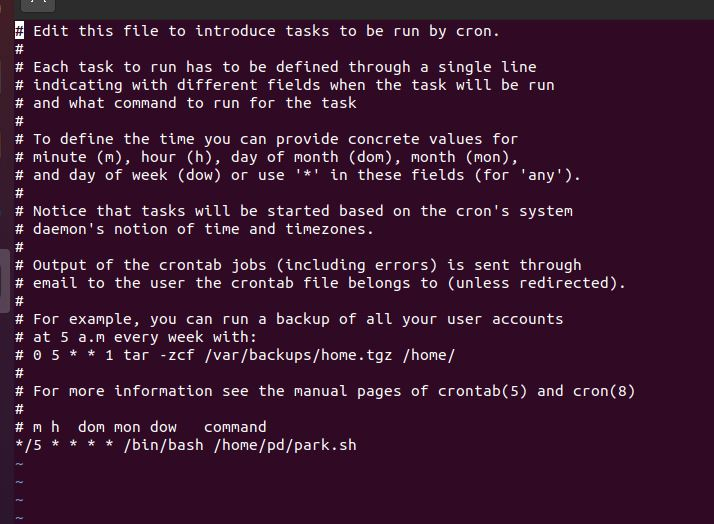 # Edit this file to introduce tasks to be run by cron.
#
# Each task to run has to be defined through a single line
# indicating with different fields when the task will be run
# and what command to run for the task
#
# To define the time you can provide concrete values for
# minute (m), hour (h), day of month (dom), month (mon),
# and day of week (dow) or use '*' in these fields (for 'any').
#
# Notice that tasks will be started based on the cron's system
# daemon's notion of time and timezones.
#
# Output of the crontab jobs (including errors) is sent through
# email to the user the crontab file belongs to (unless redirected).
#
# For example, you can run a backup of all your user accounts
# at 5 a.m every week with:
# 0 5 * * 1 tar -zcf /var/backups/home.tgz /home/
#
# For more information see the manual pages of crontab(5) and cron(8)
#
# m h  dom mon dow   command
*/5 * * * * /bin/bash /home/pd/park.sh
~
~
~
~